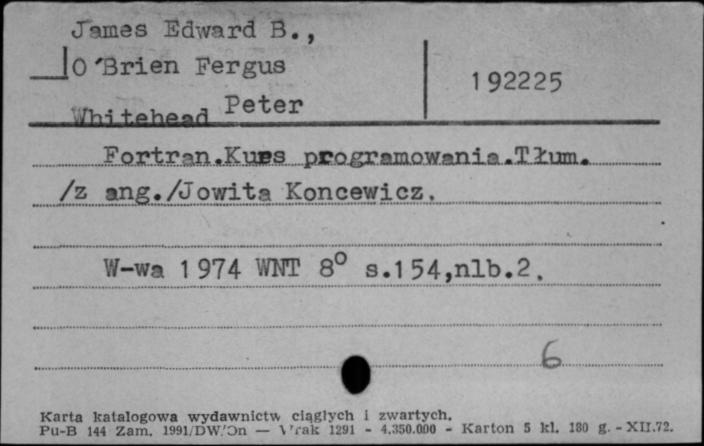 James Edward B.,
O'Brien Fergus
192225
Whitehead Peter
Fortran.Kurs programowania.Tłum.
/z ang./Jowita Koncewicz.
W-wa 1974 WNT 8° s.154,nlb.2.
6
Karta katalogowa wydawnictw ciągłych i zwartych.
Pu-B 144 Zam. 1991/DW/On — 1291 - 4.350.000 - Karton 5 kl. 180 g. - XII.72.